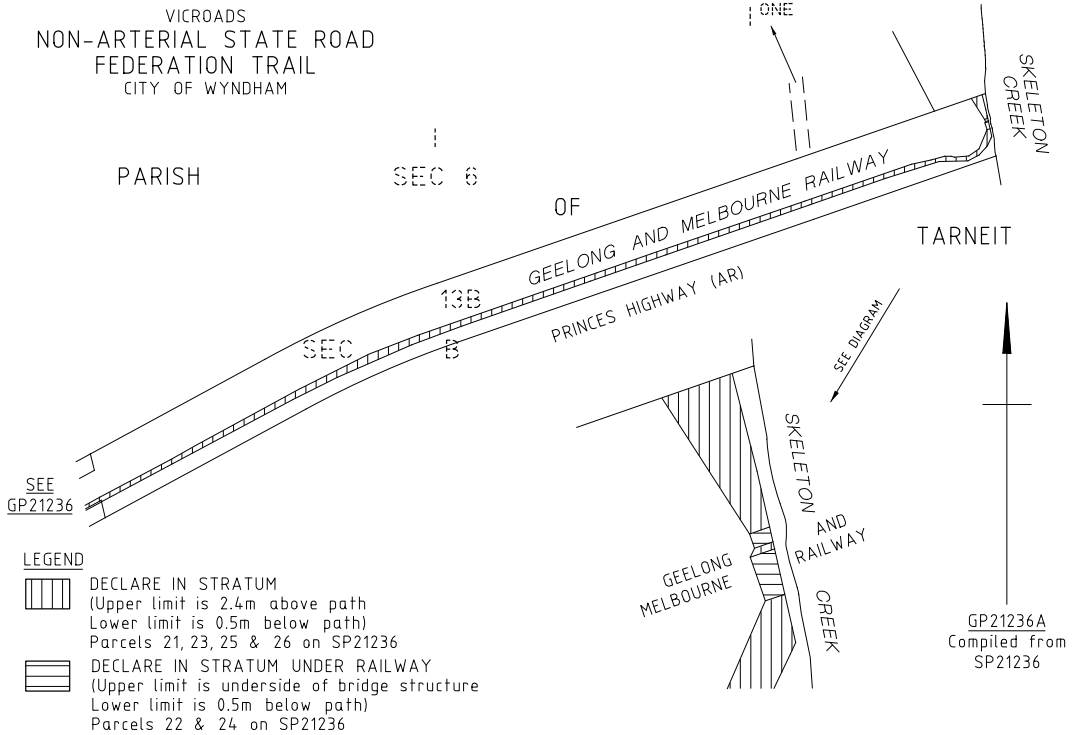 VICROADS
NON-ARTERIAL STATE ROAD
FEDERATION TRAIL
CITY OF WYNDHAM
ONE
SKELETON
CREEK
PARISH
SEC 6
OF
TARNEIT
GEELONG AND MELBOURNE RAILWAY
13B
PRINCES HIGHWAY (AR)
SEC B
SEE DIAGRAM
SEE
GP21236
SKELETON
CREEK
GEELONG AND
MELBOURNE RAILWAY
LEGEND
DECLARE IN STRATUM
(Upper limit is 2.4m above path
Lower limit is 0.5m below path)
Parcels 21, 23, 25 & 26 on SP21236
DECLARE IN STRATUM UNDER RAILWAY
(Upper limit is underside of bridge structure
Lower limit is 0.5m below path)
Parcels 22 & 24 on SP21236
GP21236A
Compiled from
SP21236